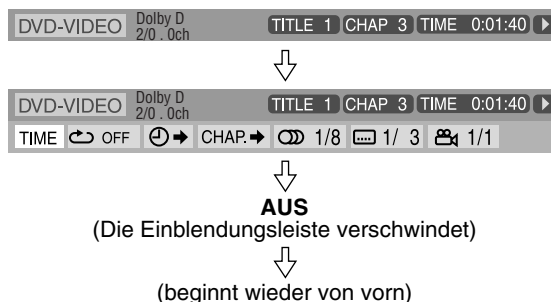 DVD-VIDEO Dolby D 2/0 . 0ch TITLE 1 CHAP 3 TIME 0:01:40
DVD-VIDEO Dolby D 2/0 . 0ch TITLE 1 CHAP 3 TIME 0:01:40
TIME OFF CHAP. 1/8 1/ 3 1/1
AUS
(Die Einblendungsleiste verschwindet)
(beginnt wieder von vorn)